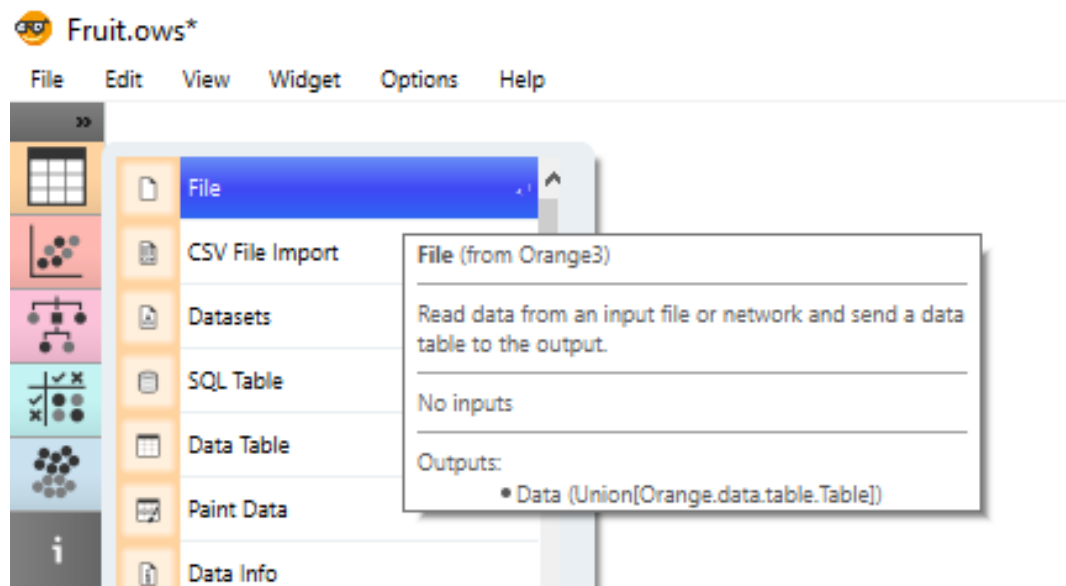 Fruit.ows*
File Edit View Widget Options Help
»
File
CSV File Import
Datasets
SQL Table
Data Table
Paint Data
Data Info
File (from Orange3)
Read data from an input file or network and send a data
table to the output.
No inputs
Outputs:
• Data (Union[Orange.data.table.Table])
i